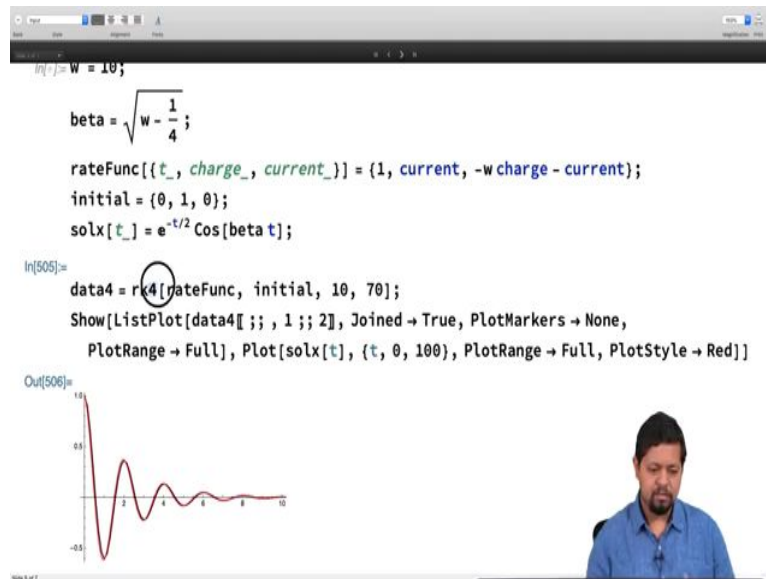 Input
Alignment
Fonts
In[ ]:= w = 10;
beta = √(w - 1/4);
rateFunc[{t_, charge_, current_}] = {1, current, -w charge - current};
initial = {0, 1, 0};
solx[t_] = e^(-t/2) Cos[beta t];
In[505]:=
data4 = rk4[rateFunc, initial, 10, 70];
Show[ListPlot[data4[[ ;; , 1 ;; 2]], Joined → True, PlotMarkers → None,
PlotRange → Full], Plot[solx[t], {t, 0, 100}, PlotRange → Full, PlotStyle → Red]]
Out[506]=
1.0
0.5
2 4 6 8 10
-0.5